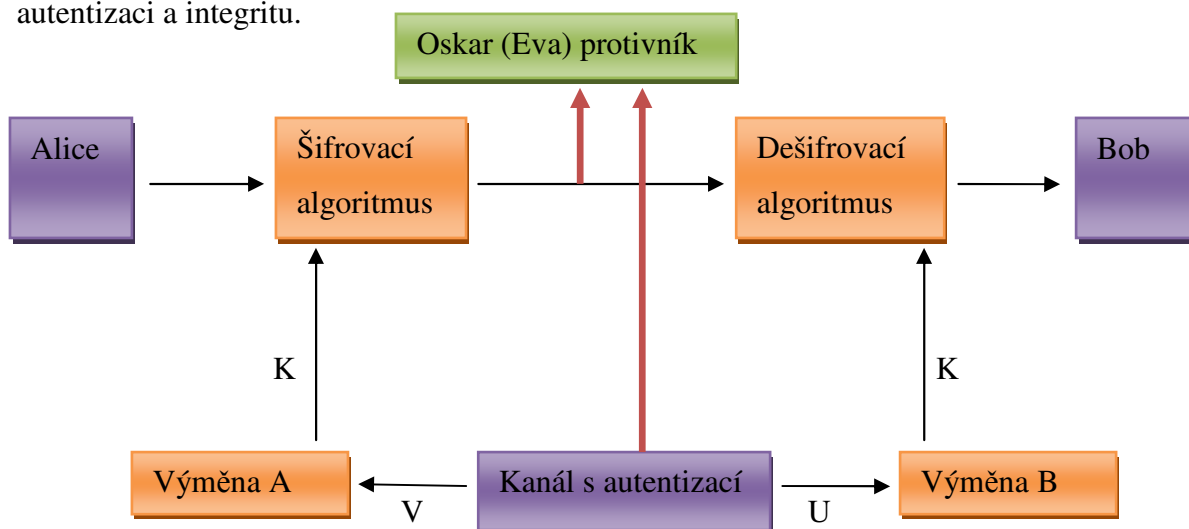 autentizaci a integritu.
Oskar (Eva) protivník
Alice
Šifrovací
algoritmus
Dešifrovací
algoritmus
Bob
K
K
Výměna A
V
Kanál s autentizací
U
Výměna B